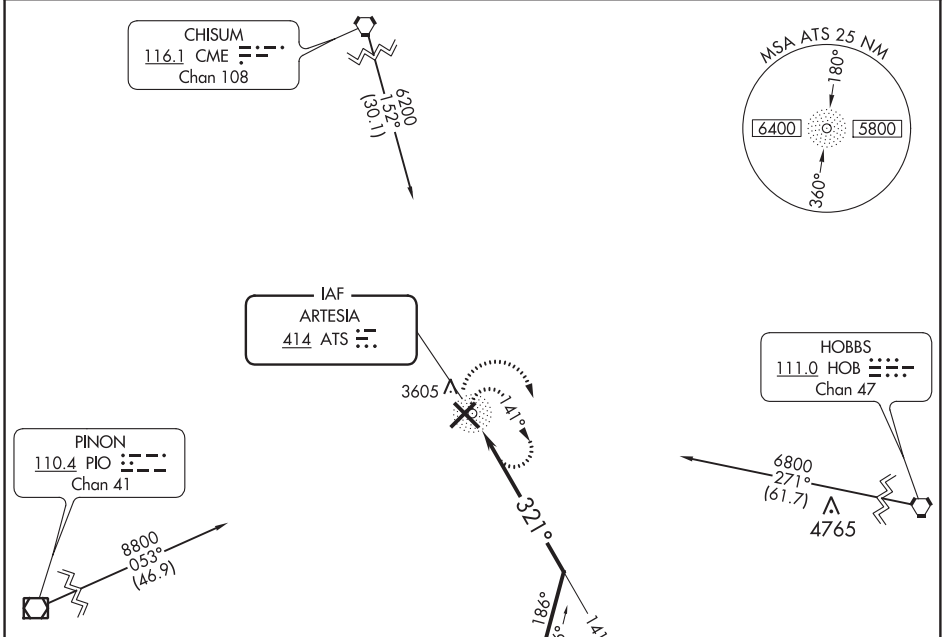 CHISUM
116.1 CME
Chan 108
6200
152°
(30.1)
MSA ATS 25 NM
180°
6400
5800
360°
IAF
ARTESIA
414 ATS
3605
141°
HOBBS
111.0 HOB
Chan 47
PINON
110.4 PIO
Chan 41
6800
271°
(61.7)
4765
321°
8800
053°
(46.9)
186°